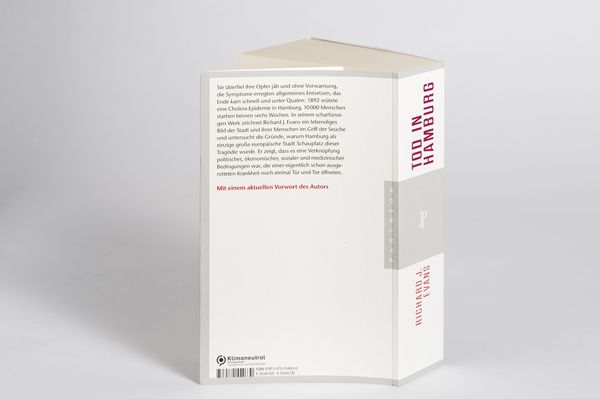 Sie überfiel ihre Opfer jäh und ohne Vorwarnung,
die Symptome erregten allgemeines Entsetzen, das
Ende kam schnell und unter Qualen: 1892 wütete
eine Cholera-Epidemie in Hamburg, 10 000 Menschen
starben binnen sechs Wochen. In seinem scharfsinni-
gen Werk zeichnet Richard J. Evans ein lebendiges
Bild der Stadt und ihrer Menschen im Griff der Seuche
und untersucht die Gründe, warum Hamburg als
einzige große europäische Stadt Schauplatz dieser
Tragödie wurde. Er zeigt, dass es eine Verknüpfung
politischer, ökonomischer, sozialer und medizinischer
Bedingungen war, die einer eigentlich schon ausge-
rotteten Krankheit noch einmal Tür und Tor öffneten.
Mit einem aktuellen Vorwort des Autors
Klimaneutral
TOD IN
HAMBURG
PANTHEON
RICHARD J.
EVANS